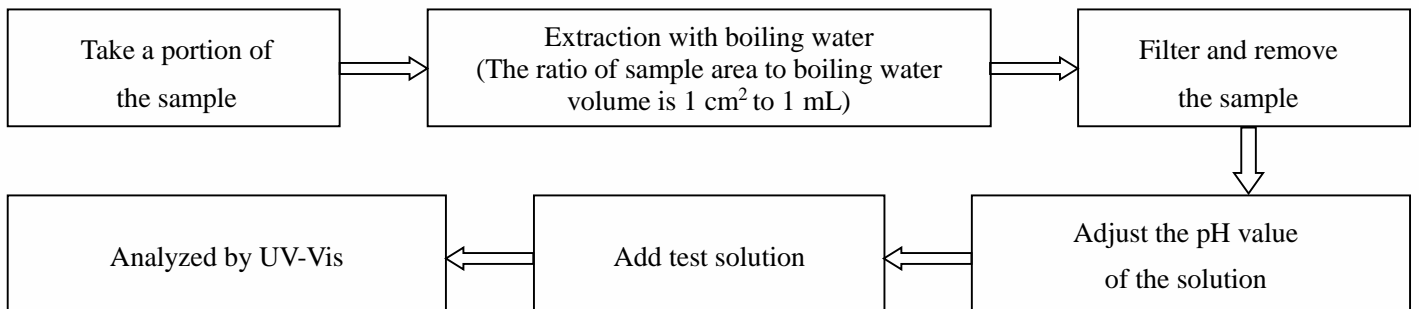 Take a portion of
the sample
Extraction with boiling water
(The ratio of sample area to boiling water
volume is 1 cm² to 1 mL)
Filter and remove
the sample
Adjust the pH value
of the solution
Add test solution
Analyzed by UV-Vis